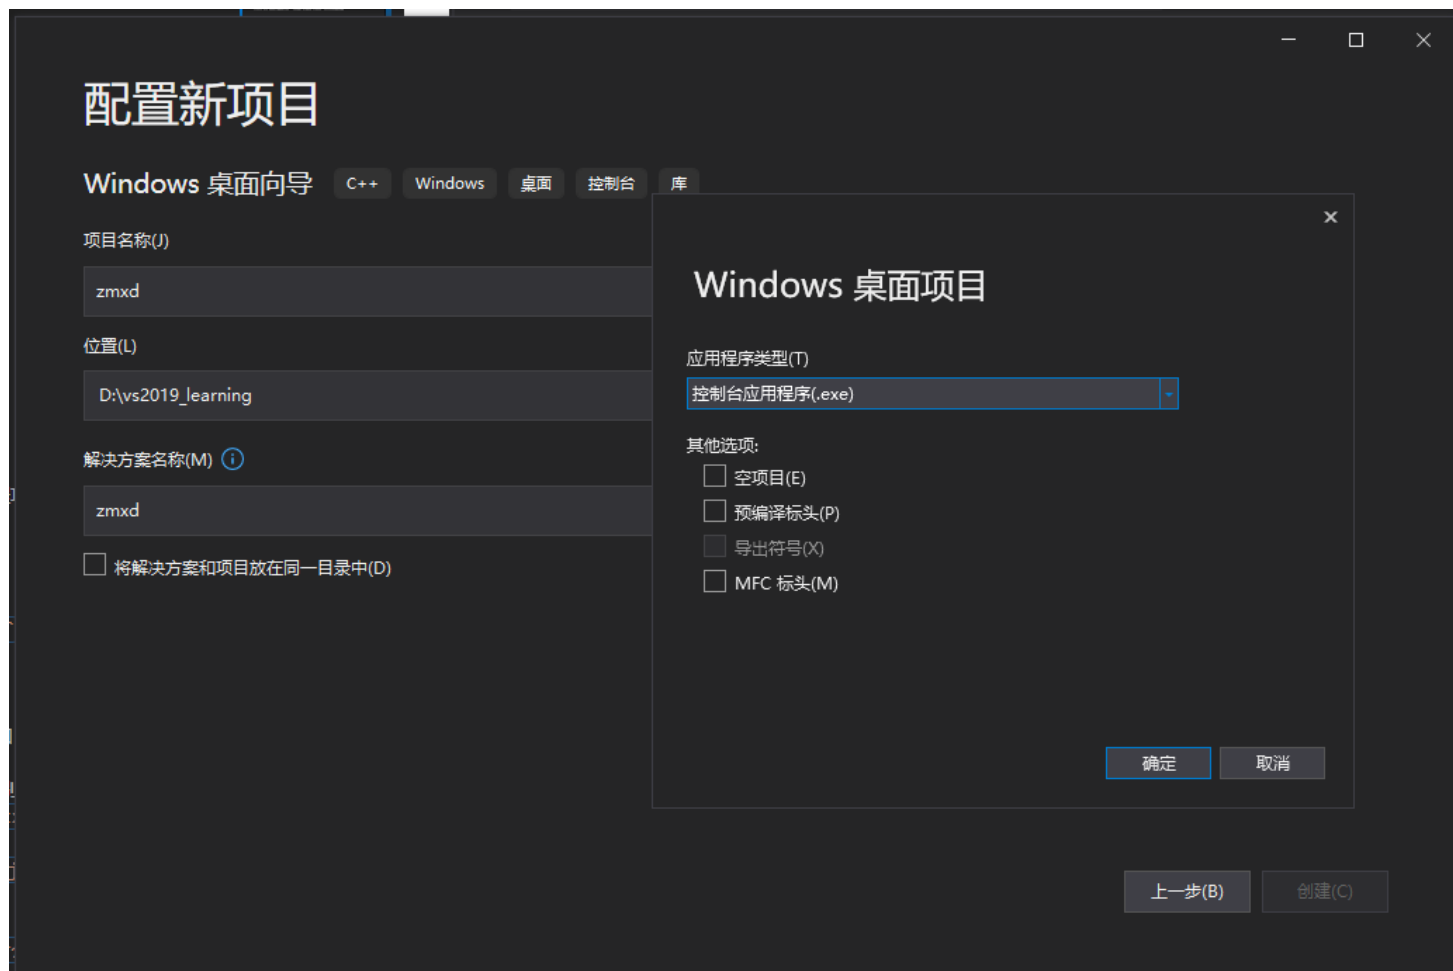 配置新项目
Windows 桌面向导 C++ Windows 桌面 控制台 库
项目名称(J)
zmxd
位置(L)
D:\vs2019_learning
解决方案名称(M)
zmxd
将解决方案和项目放在同一目录中(D)
Windows 桌面项目
应用程序类型(T)
控制台应用程序(.exe)
其他选项:
空项目(E)
预编译标头(P)
导出符号(X)
MFC 标头(M)
确定 取消
上一步(B) 创建(C)